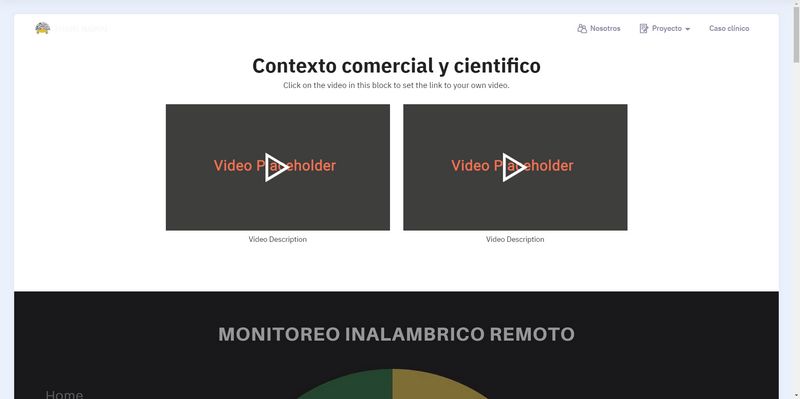 Nosotros
Proyecto
Caso clínico
Contexto comercial y cientifico
Click on the video in this block to set the link to your own video.
Video Placeholder
Video Placeholder
Video Description
Video Description
MONITOREO INALAMBRICO REMOTO
Home